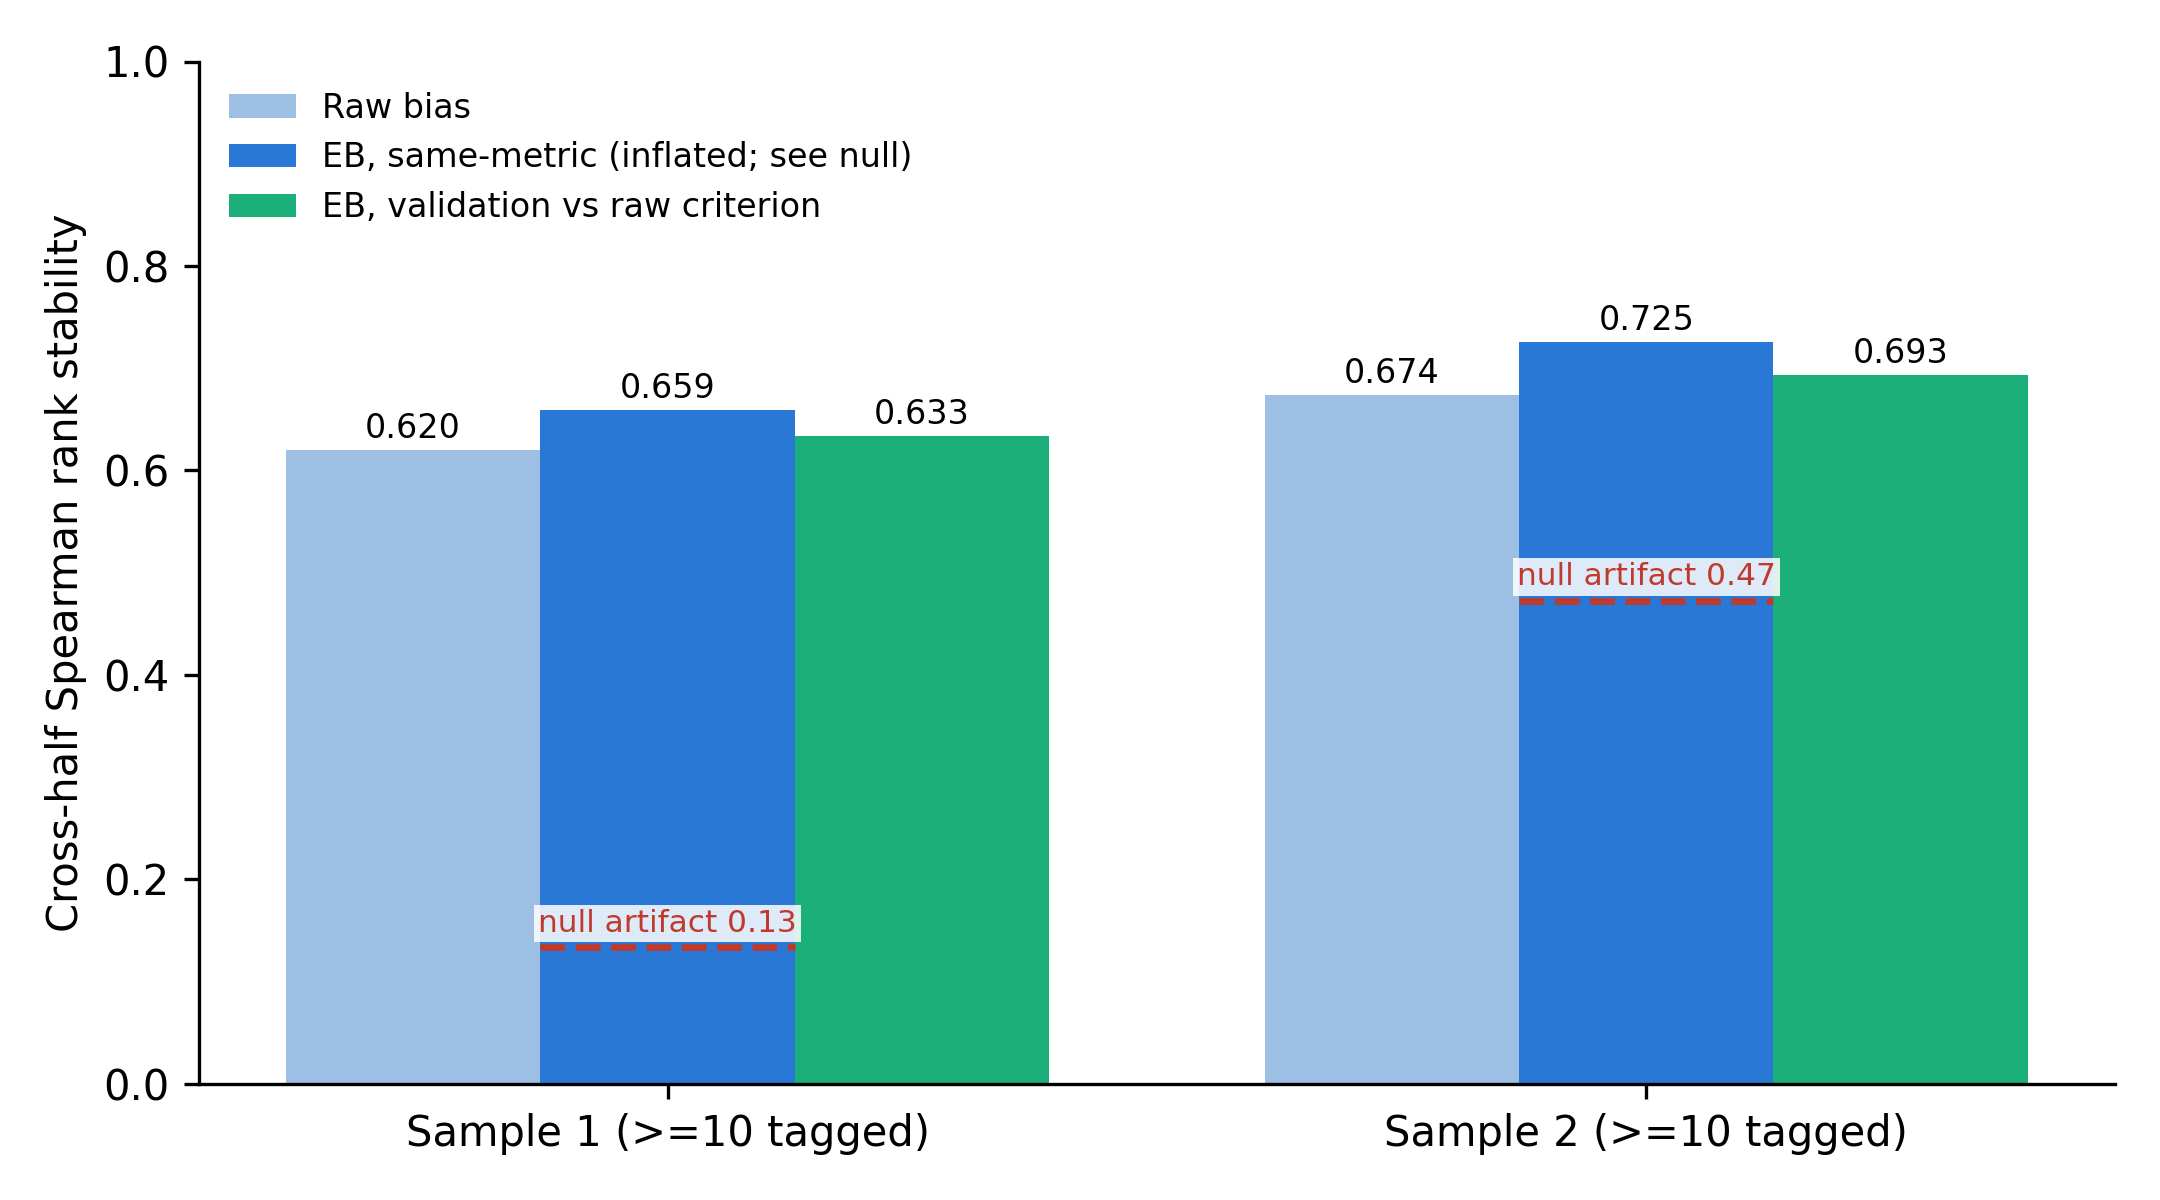 Cross-half Spearman rank stability
1.0
0.8
0.6
0.4
0.2
0.0
Raw bias
EB, same-metric (inflated; see null)
EB, validation vs raw criterion
0.620
0.659
0.633
null artifact 0.13
0.674
0.725
0.693
null artifact 0.47
Sample 1 (>=10 tagged)
Sample 2 (>=10 tagged)